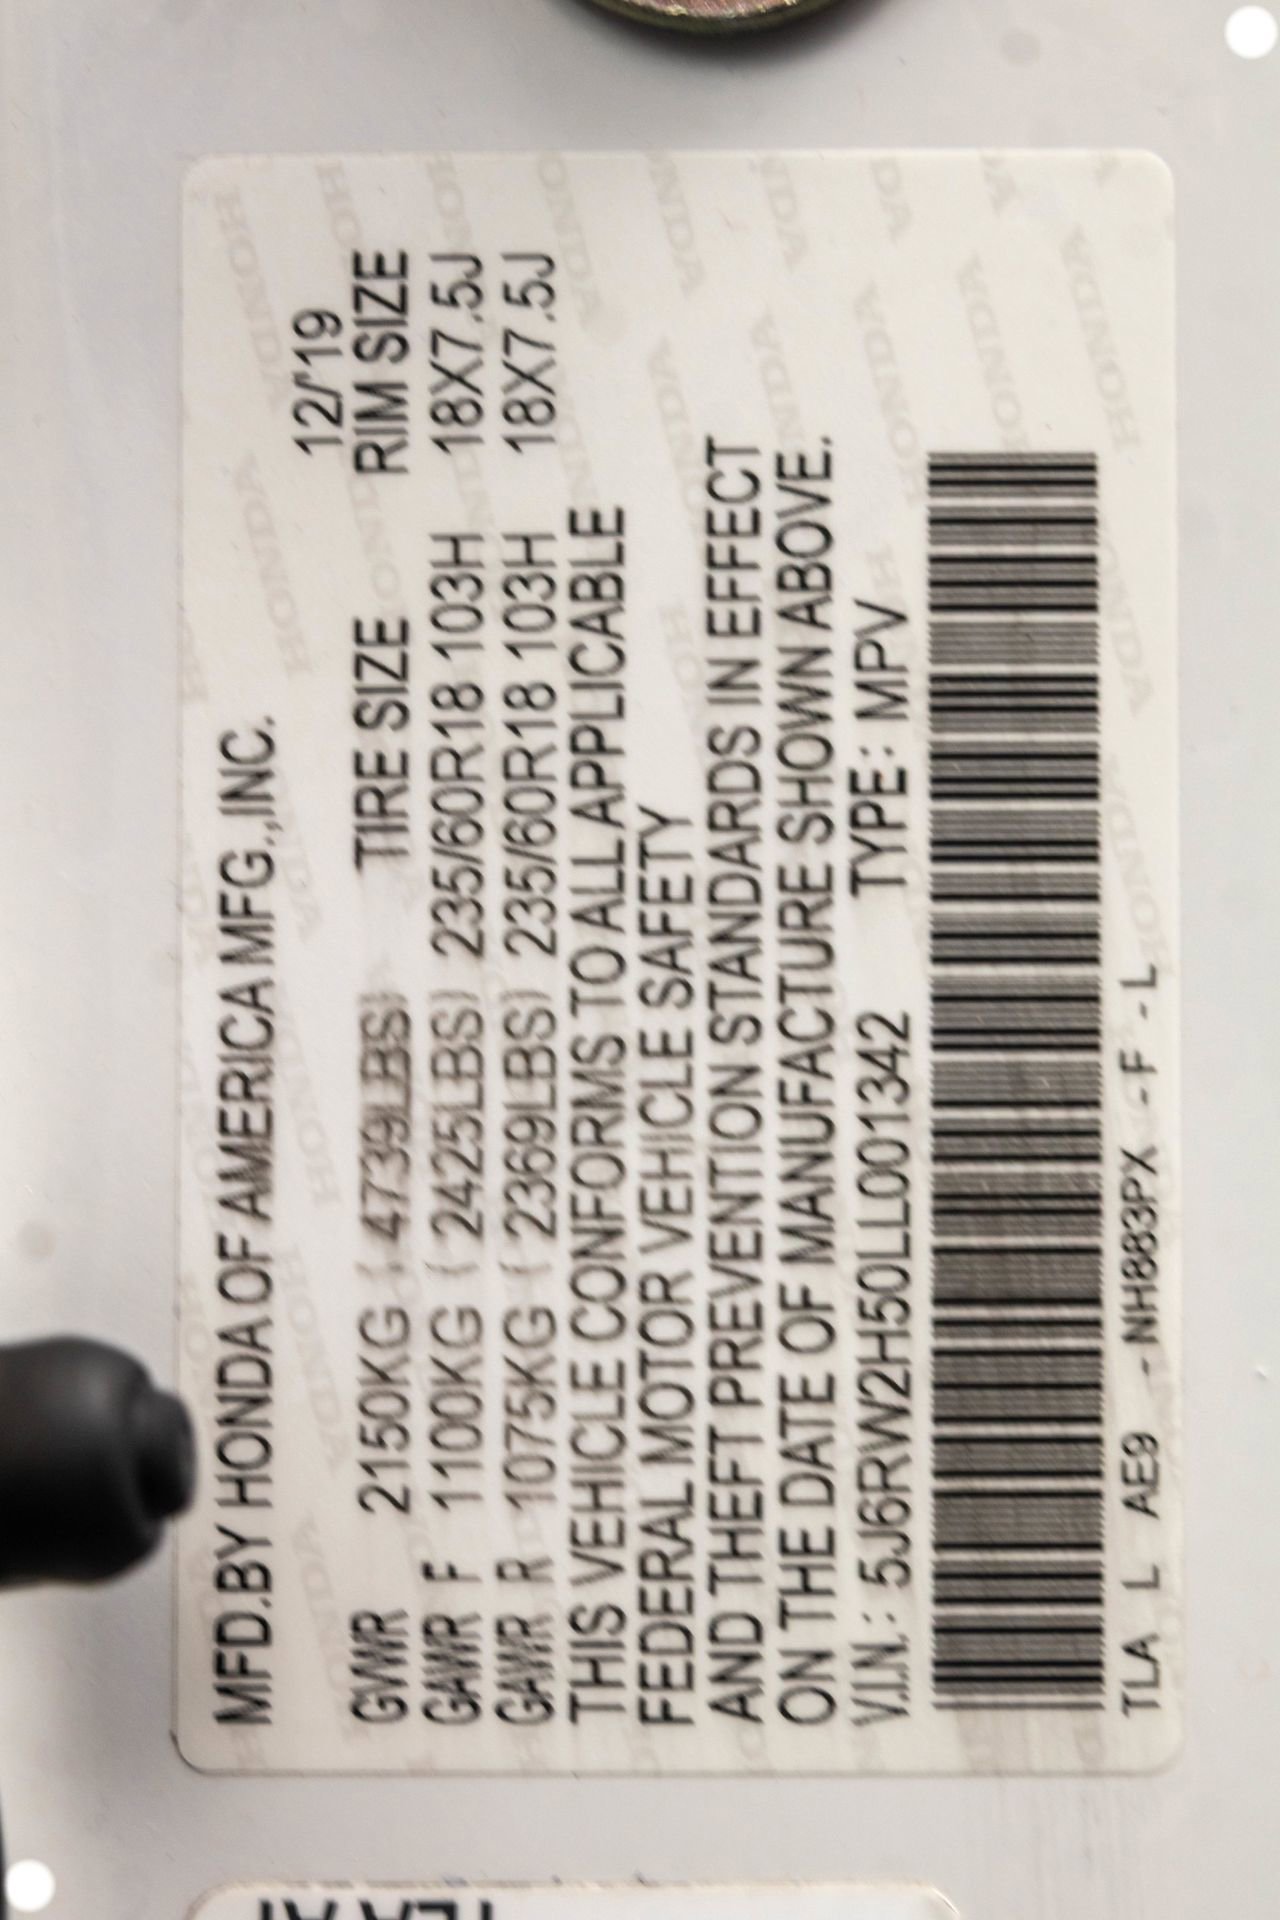 MFD.BY HONDA OF AMERICA MFG.,INC.
12/'19
TIRE SIZE RIM SIZE
GVWR 2150KG ( 4739LBS)
GAWR F 1100KG ( 2425LBS) 235/60R18 103H 18X7.5J
GAWR R 1075KG ( 2369LBS) 235/60R18 103H 18X7.5J
THIS VEHICLE CONFORMS TO ALL APPLICABLE
FEDERAL MOTOR VEHICLE SAFETY
AND THEFT PREVENTION STANDARDS IN EFFECT
ON THE DATE OF MANUFACTURE SHOWN ABOVE.
V.I.N.: 5J6RW2H50LL001342 TYPE: MPV
TLA L AE9 - NH883PX - F - L